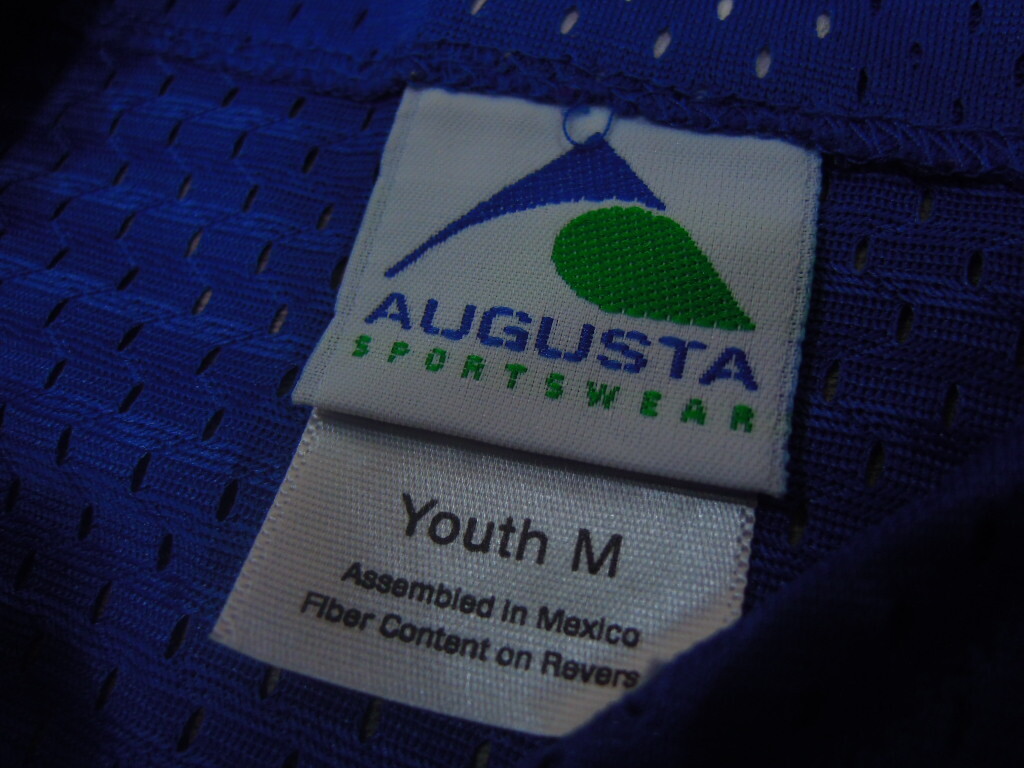 AUGUSTA
SPORTSWEAR
Youth M
Assembled in Mexico
Fiber Content on Revers